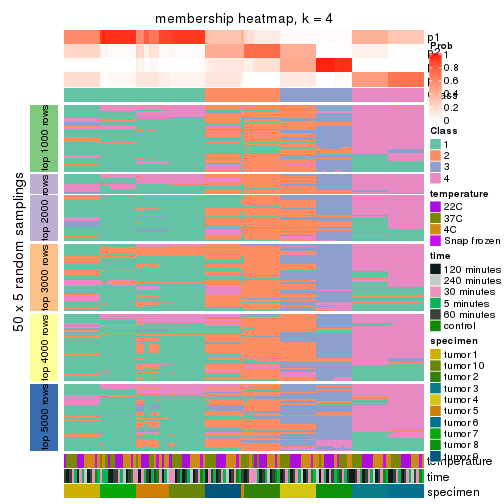 membership heatmap, k = 4
p1
p2
Prob
1
0.8
0.6
0.4
0.2
0
Class
1
2
3
4
temperature
22C
37C
4C
Snap frozen
time
120 minutes
240 minutes
30 minutes
5 minutes
60 minutes
control
specimen
tumor 1
tumor 10
tumor 2
tumor 3
tumor 4
tumor 5
tumor 6
tumor 7
tumor 8
tumor 9
50 x 5 random samplings
top 1000 rows
top 2000 rows
top 3000 rows
top 4000 rows
top 5000 rows
temperature
time
specimen